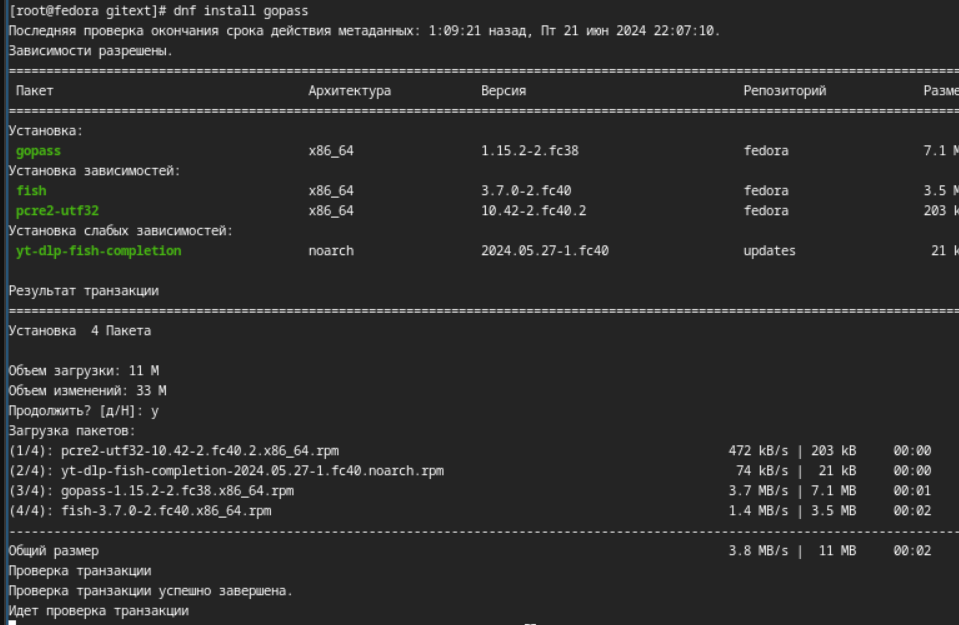 [root@fedora gitext]# dnf install gopass
Последняя проверка окончания срока действия метаданных: 1:09:21 назад, Пт 21 июн 2024 22:07:10.
Зависимости разрешены.
================================================================================
Пакет Архитектура Версия Репозиторий Разме
================================================================================
Установка:
gopass x86_64 1.15.2-2.fc38 fedora 7.1 M
Установка зависимостей:
fish x86_64 3.7.0-2.fc40 fedora 3.5 M
pcre2-utf32 x86_64 10.42-2.fc40.2 fedora 203 k
Установка слабых зависимостей:
yt-dlp-fish-completion noarch 2024.05.27-1.fc40 updates 21 k
Результат транзакции
================================================================================
Установка 4 Пакета
Объем загрузки: 11 M
Объем изменений: 33 M
Продолжить? [д/Н]: y
Загрузка пакетов:
(1/4): pcre2-utf32-10.42-2.fc40.2.x86_64.rpm 472 kB/s | 203 kB 00:00
(2/4): yt-dlp-fish-completion-2024.05.27-1.fc40.noarch.rpm 74 kB/s | 21 kB 00:00
(3/4): gopass-1.15.2-2.fc38.x86_64.rpm 3.7 MB/s | 7.1 MB 00:01
(4/4): fish-3.7.0-2.fc40.x86_64.rpm 1.4 MB/s | 3.5 MB 00:02
--------------------------------------------------------------------------------
Общий размер 3.8 MB/s | 11 MB 00:02
Проверка транзакции
Проверка транзакции успешно завершена.
Идет проверка транзакции